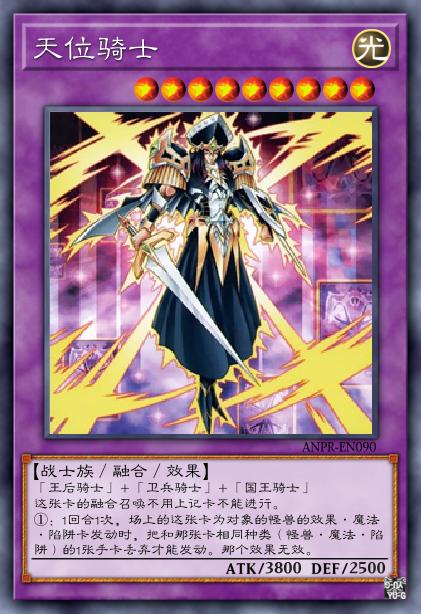 天位骑士
光
ANPR-EN090
【战士族／融合／效果】
「王后骑士」＋「卫兵骑士」＋「国王骑士」
这张卡的融合召唤不用上记卡不能进行。
①：1回合1次，场上的这张卡为对象的怪兽的效果·魔法
·陷阱卡发动时，把和那张卡相同种类（怪兽·魔法·陷
阱）的1张手卡丢弃才能发动。那个效果无效。
ATK/3800 DEF/2500